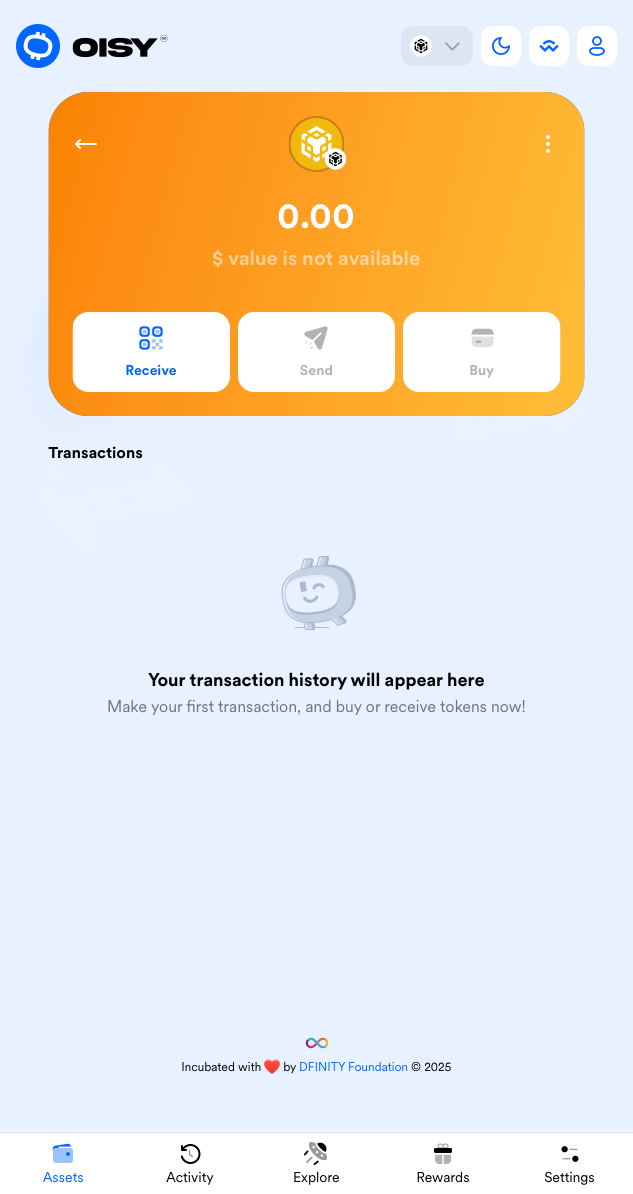 OISY
0.00
$ value is not available
Receive
Send
Buy
Transactions
Your transaction history will appear here
Make your first transaction, and buy or receive tokens now!
Incubated with ❤️ by DFINITY Foundation © 2025
Assets
Activity
Explore
Rewards
Settings